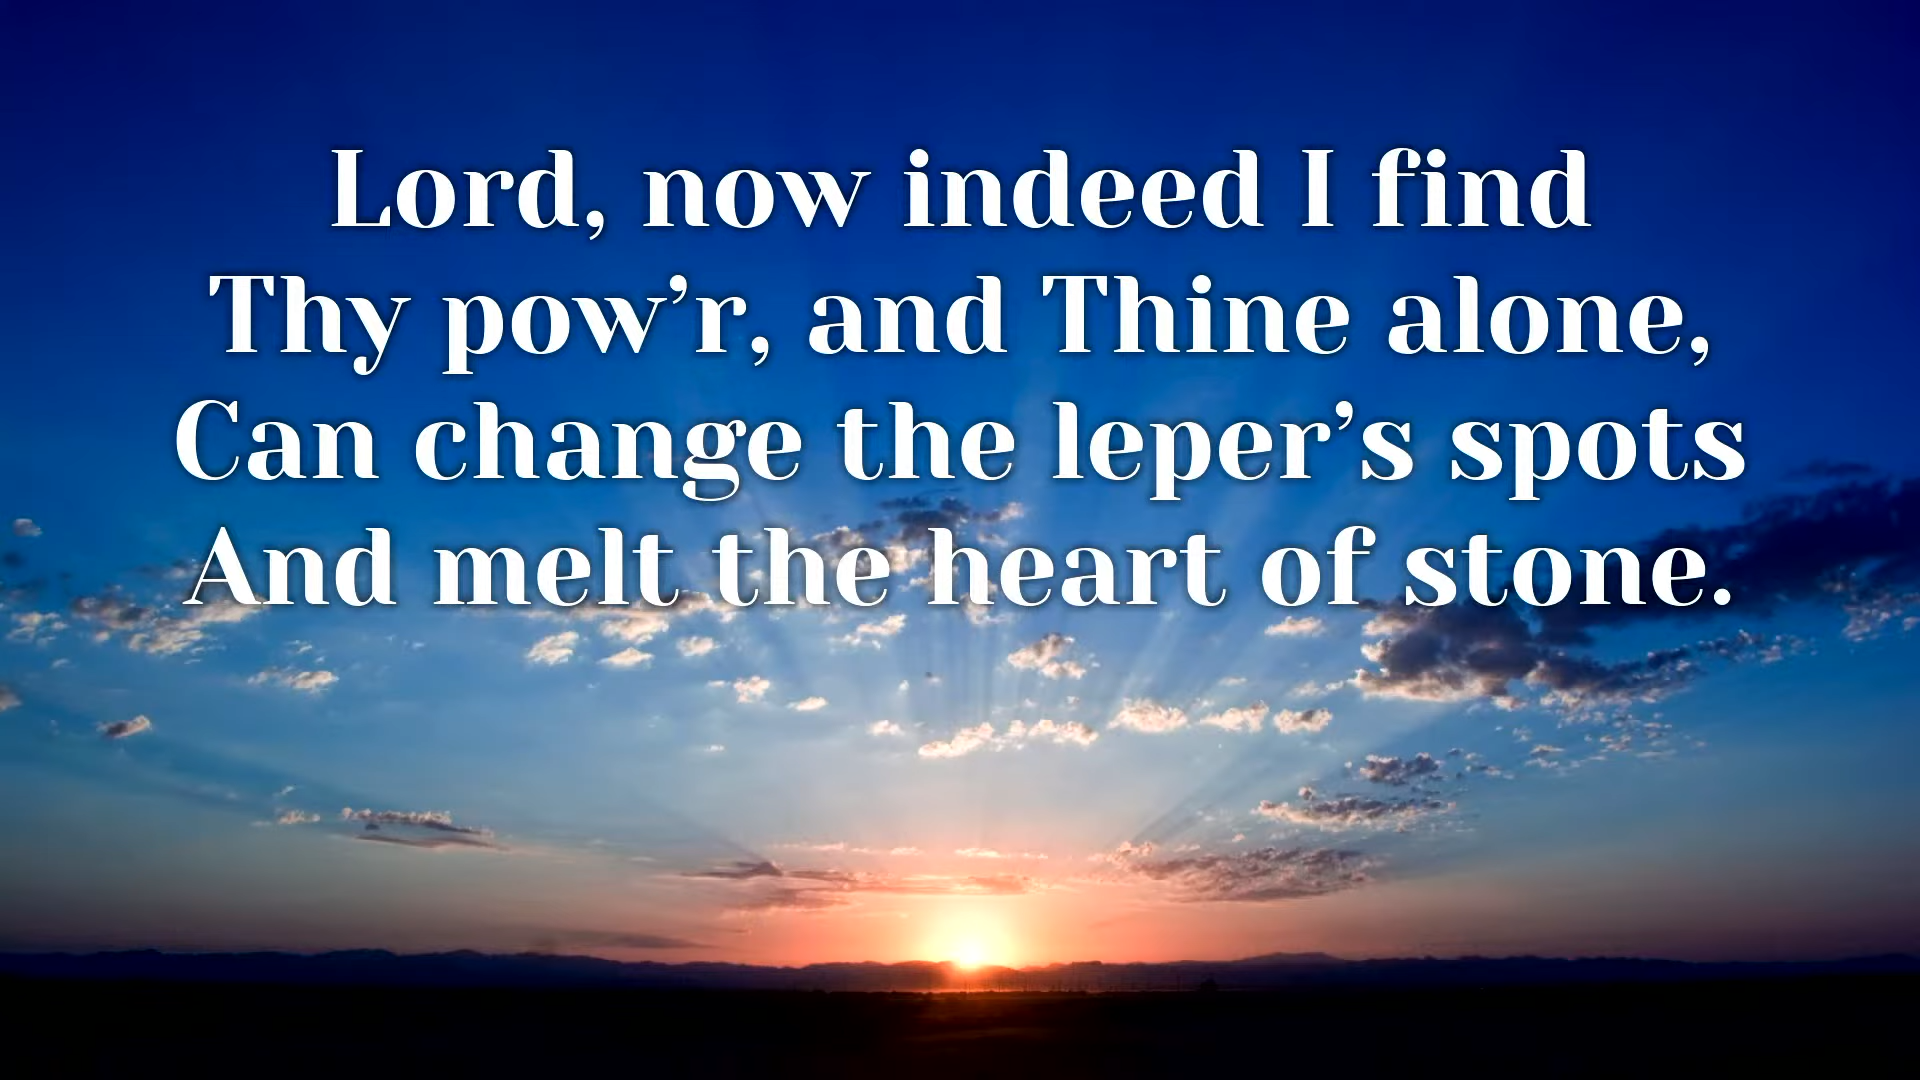 Lord, now indeed I find
Thy pow’r, and Thine alone,
Can change the leper’s spots
And melt the heart of stone.